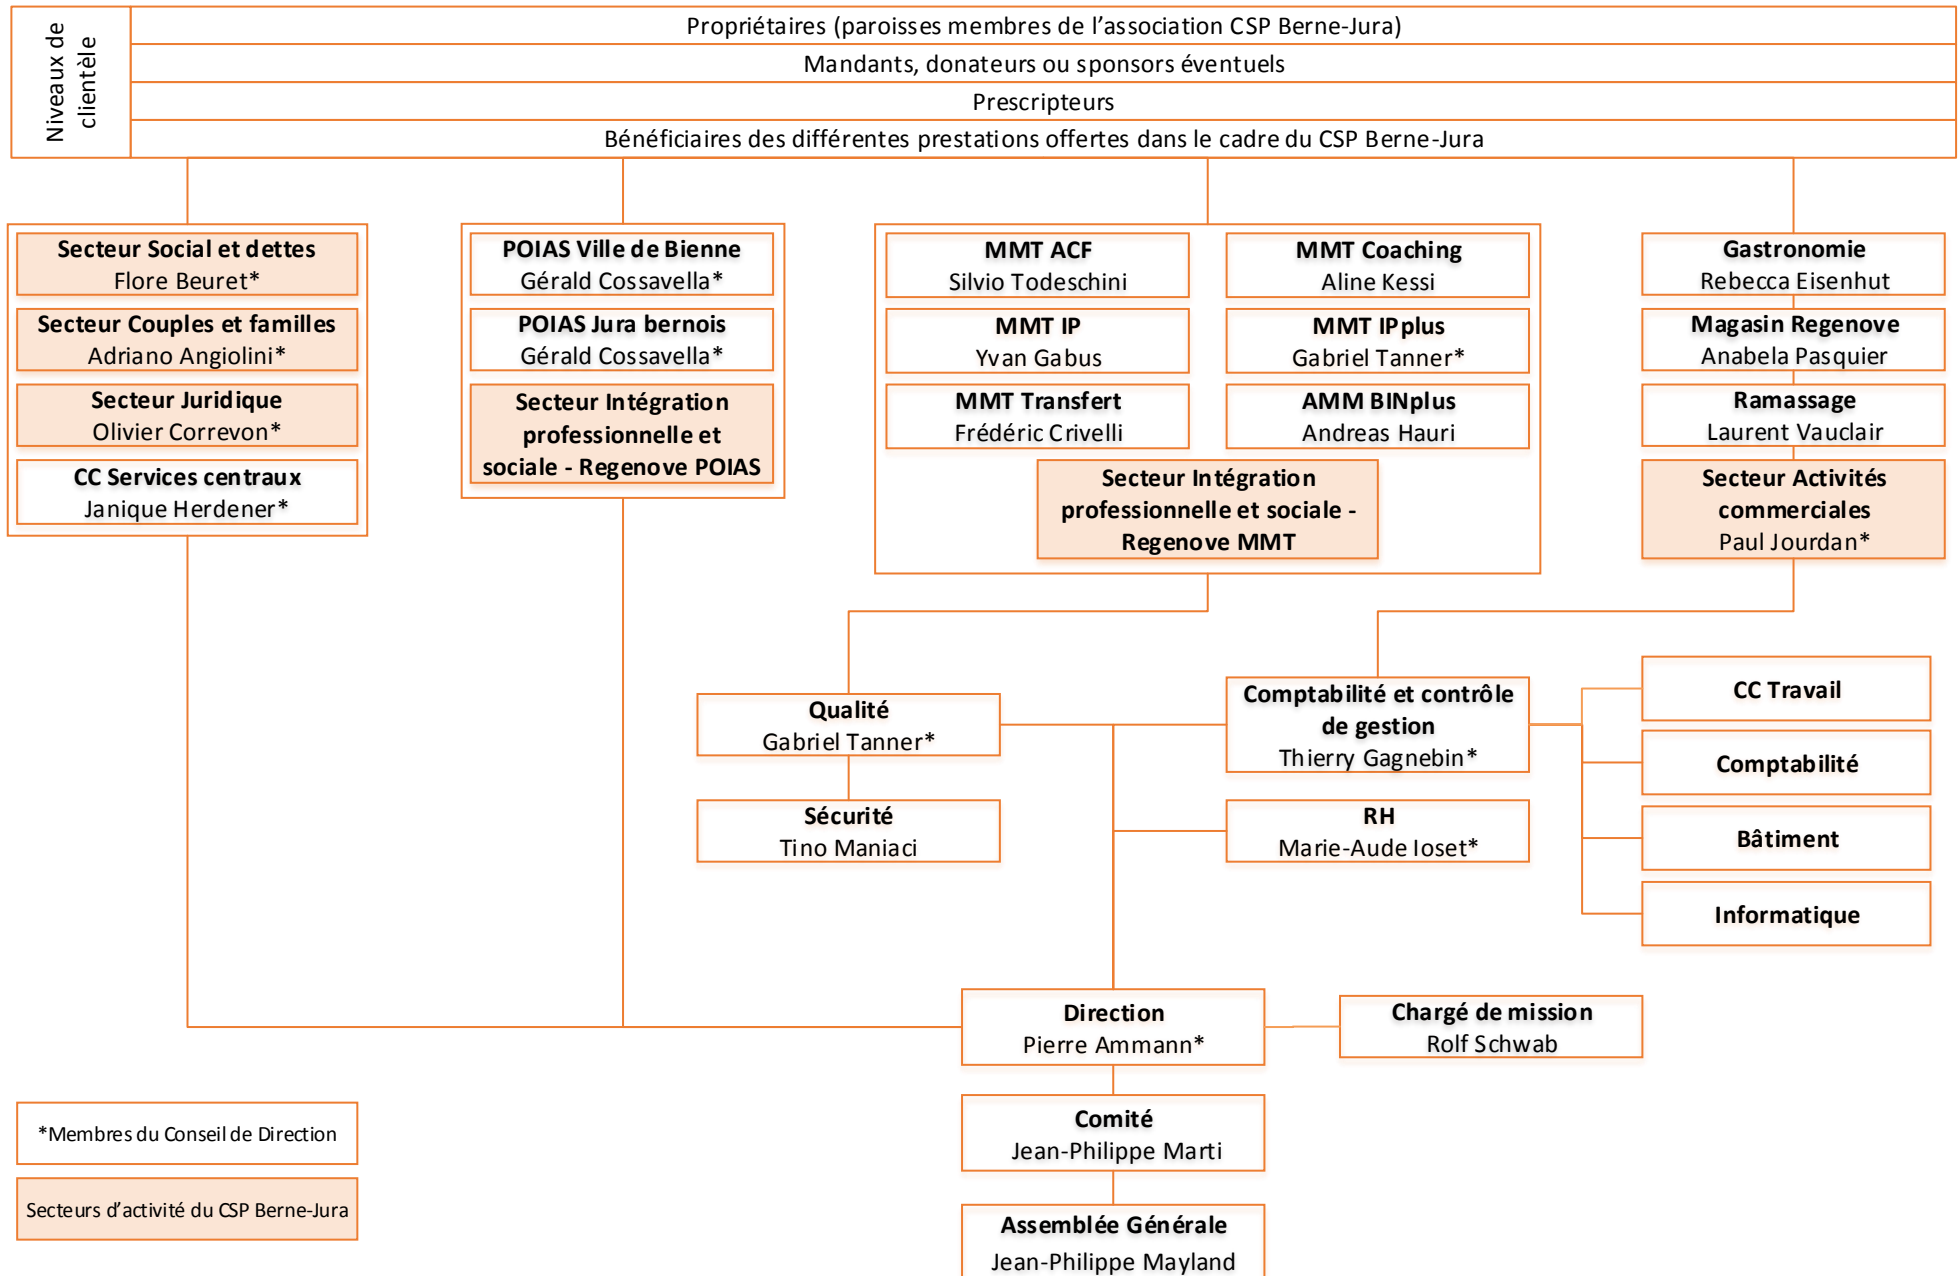 Niveaux de
clientèle
Propriétaires (paroisses membres de l’association CSP Berne-Jura)
Mandants, donateurs ou sponsors éventuels
Prescripteurs
Bénéficiaires des différentes prestations offertes dans le cadre du CSP Berne-Jura
Secteur Social et dettes
Flore Beuret*
Secteur Couples et familles
Adriano Angiolini*
Secteur Juridique
Olivier Correvon*
CC Services centraux
Janique Herdener*
POIAS Ville de Bienne
Gérald Cossavella*
POIAS Jura bernois
Gérald Cossavella*
Secteur Intégration
professionnelle et
sociale - Regenove POIAS
MMT ACF
Silvio Todeschini
MMT Coaching
Aline Kessi
MMT IP
Yvan Gabus
MMT IPplus
Gabriel Tanner*
MMT Transfert
Frédéric Crivelli
AMM BINplus
Andreas Hauri
Secteur Intégration
professionnelle et sociale -
Regenove MMT
Gastronomie
Rebecca Eisenhut
Magasin Regenove
Anabela Pasquier
Ramassage
Laurent Vauclair
Secteur Activités
commerciales
Paul Jourdan*
Qualité
Gabriel Tanner*
Sécurité
Tino Maniaci
Comptabilité et contrôle
de gestion
Thierry Gagnebin*
RH
Marie-Aude Ioset*
CC Travail
Comptabilité
Bâtiment
Informatique
Direction
Pierre Ammann*
Chargé de mission
Rolf Schwab
Comité
Jean-Philippe Marti
Assemblée Générale
Jean-Philippe Mayland
*Membres du Conseil de Direction
Secteurs d’activité du CSP Berne-Jura